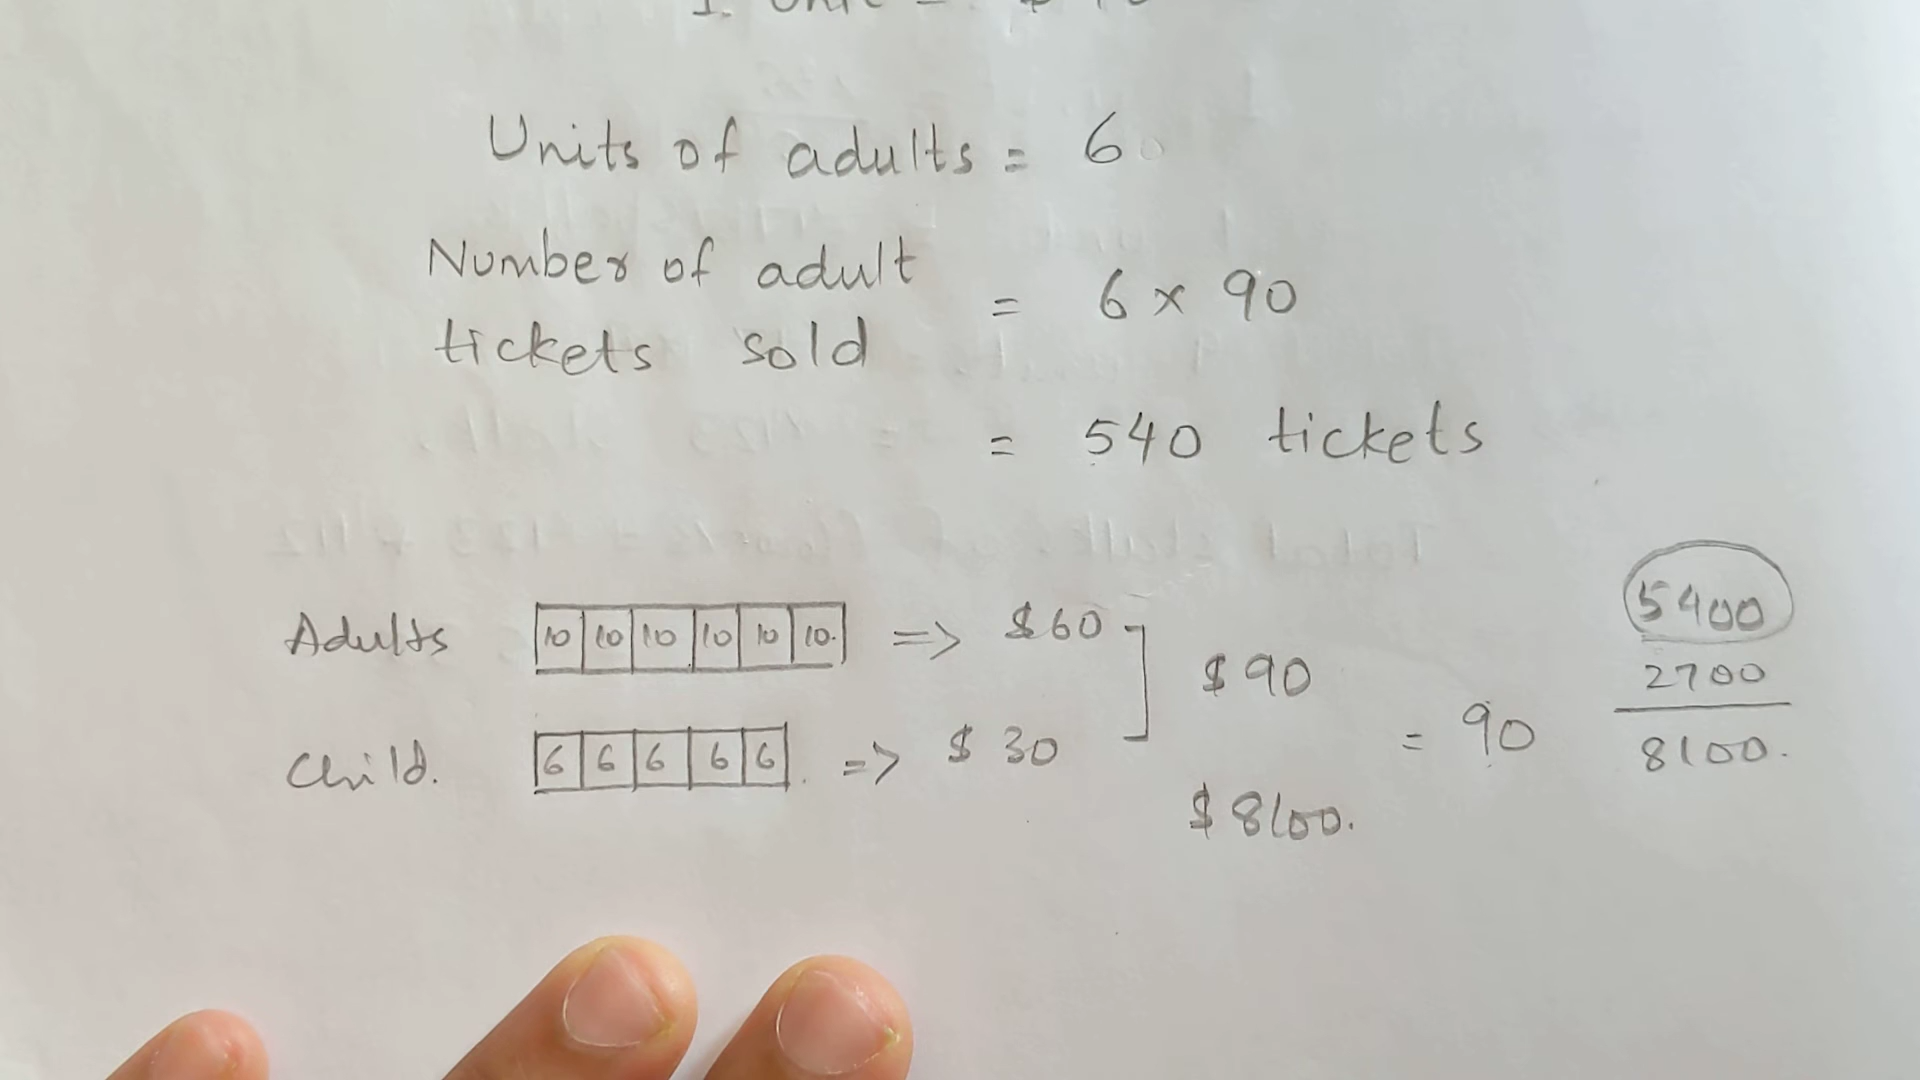 Units of adults = 6
Number of adult
tickets sold = 6 x 90
= 540 tickets
Adults 10 10 10 10 10 10. => $60
$90
Child. 6 6 6 6 6 => $30
$8100.
= 90
5400
2700
8100.